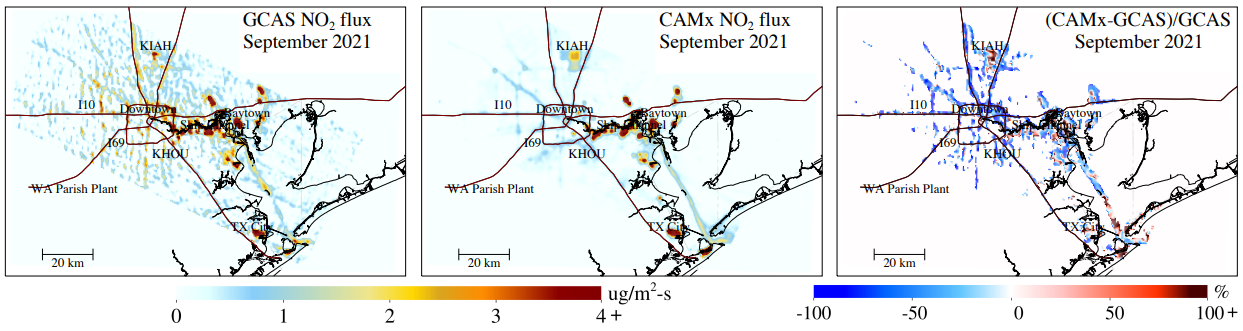 GCAS NO₂ flux
September 2021
KIAH
I10
Downtown
Baytown
I69
KHOU
WA Parish Plant
TX City
20 km
CAMx NO₂ flux
September 2021
KIAH
I10
Downtown
Baytown
I69
KHOU
WA Parish Plant
TX City
20 km
(CAMx-GCAS)/GCAS
September 2021
KIAH
I10
Downtown
Baytown
I69
KHOU
WA Parish Plant
TX City
20 km
0 1 2 3 4+ ug/m²-s
-100 -50 0 50 100+ %